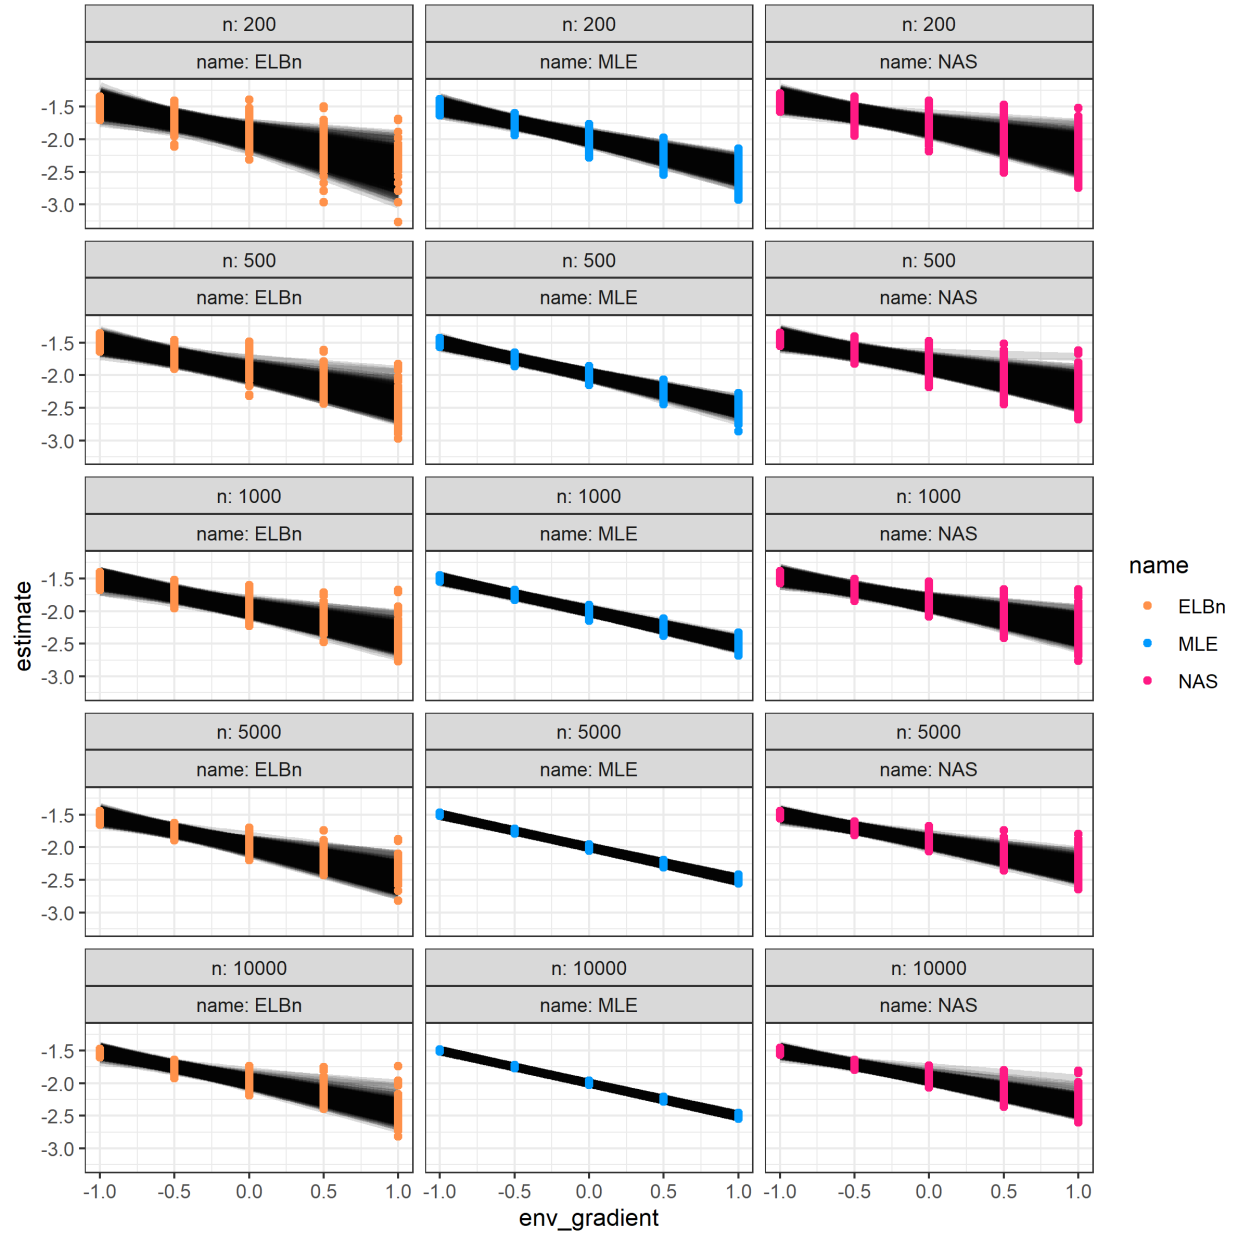 n: 200 n: 200 n: 200
name: ELBn name: MLE name: NAS
-1.5
-2.0
-2.5
-3.0
n: 500 n: 500 n: 500
name: ELBn name: MLE name: NAS
-1.5
-2.0
-2.5
-3.0
n: 1000 n: 1000 n: 1000
name: ELBn name: MLE name: NAS
-1.5
-2.0
-2.5
-3.0
n: 5000 n: 5000 n: 5000
name: ELBn name: MLE name: NAS
-1.5
-2.0
-2.5
-3.0
n: 10000 n: 10000 n: 10000
name: ELBn name: MLE name: NAS
-1.5
-2.0
-2.5
-3.0
-1.0 -0.5 0.0 0.5 1.0 -1.0 -0.5 0.0 0.5 1.0 -1.0 -0.5 0.0 0.5 1.0
env_gradient
estimate
name
ELBn
MLE
NAS